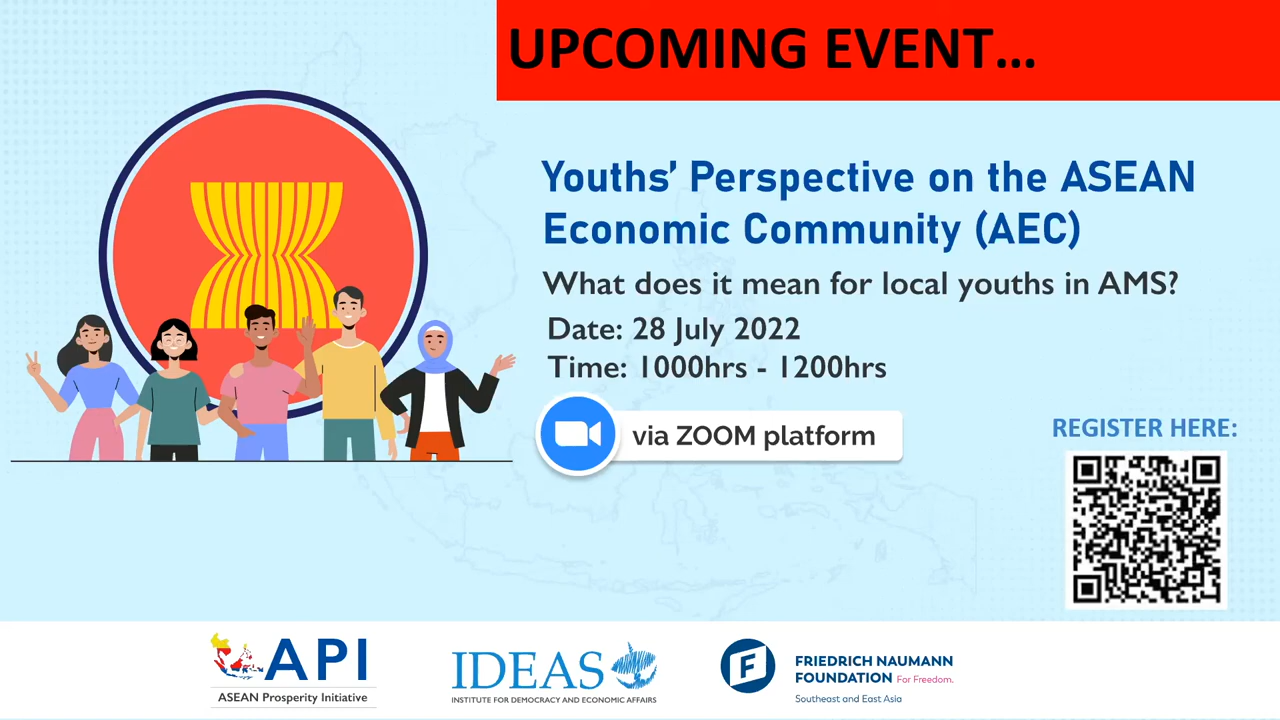 UPCOMING EVENT...
Youths' Perspective on the ASEAN
Economic Community (AEC)
What does it mean for local youths in AMS?
Date: 28 July 2022
Time: 1000hrs - 1200hrs
via ZOOM platform
REGISTER HERE:
API
ASEAN Prosperity Initiative
IDEAS
INSTITUTE FOR DEMOCRACY AND ECONOMIC AFFAIRS
F
FRIEDRICH NAUMANN
FOUNDATION For Freedom.
Southeast and East Asia